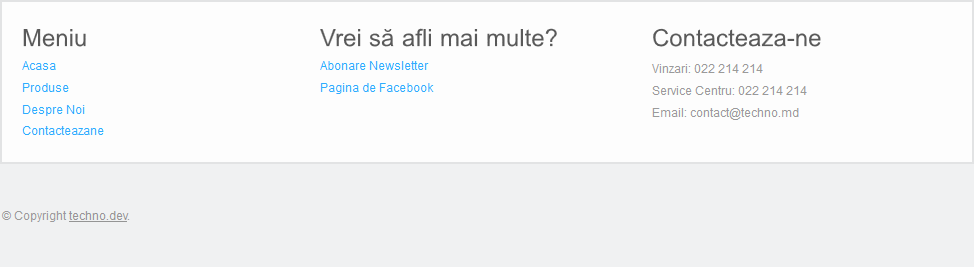 Meniu
Acasa
Produse
Despre Noi
Contacteazane
Vrei să afli mai multe?
Abonare Newsletter
Pagina de Facebook
Contacteaza-ne
Vinzari: 022 214 214
Service Centru: 022 214 214
Email: contact@techno.md
© Copyright techno.dev.